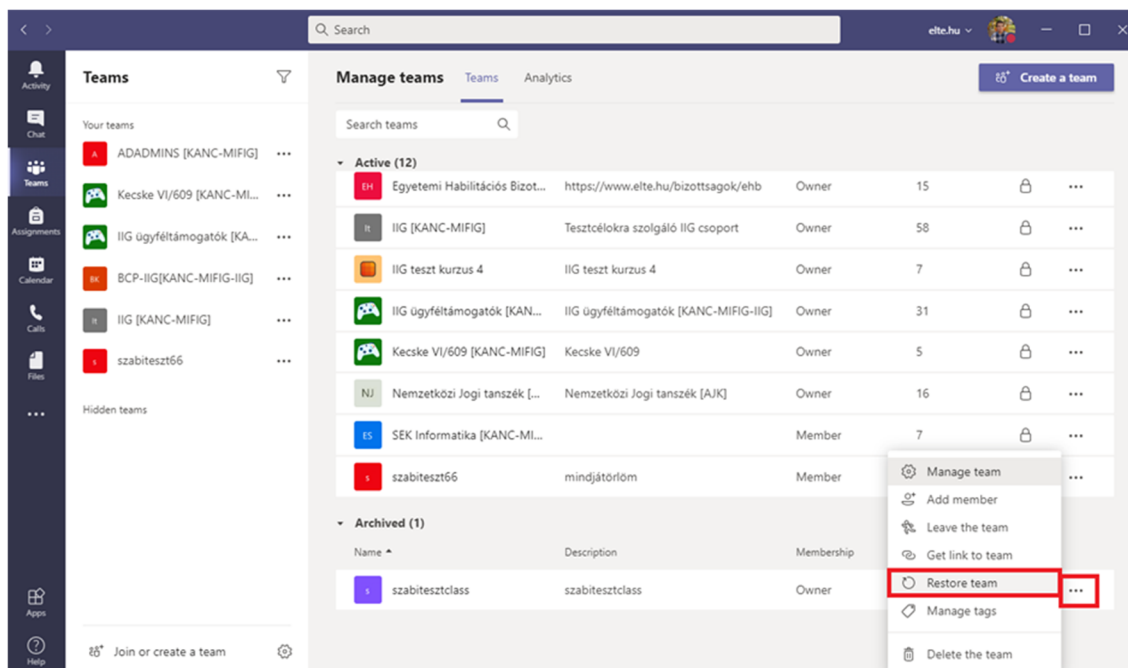 Search
elte.hu
Activity
Chat
Teams
Assignments
Calendar
Calls
Files
Apps
Help
Teams
Your teams
A ADADMINS [KANC-MIFIG]
Kecske VI/609 [KANC-MI...
IIG ügyféltámogatók [KA...
BK BCP-IIG[KANC-MIFIG-IIG]
It IIG [KANC-MIFIG]
s szabiteszt66
Hidden teams
Join or create a team
Manage teams Teams Analytics
Create a team
Search teams
Active (12)
EH Egyetemi Habilitációs Bizot... https://www.elte.hu/bizottsagok/ehb Owner 15
It IIG [KANC-MIFIG] Tesztcélokra szolgáló IIG csoport Owner 58
IIG teszt kurzus 4 IIG teszt kurzus 4 Owner 7
IIG ügyféltámogatók [KAN... IIG ügyféltámogatók [KANC-MIFIG-IIG] Owner 31
Kecske VI/609 [KANC-MIFIG] Kecske VI/609 Owner 5
NJ Nemzetközi Jogi tanszék [... Nemzetközi Jogi tanszék [AJK] Owner 16
ES SEK Informatika [KANC-MI... Member 7
s szabiteszt66 mindjátörlöm Member
Archived (1)
Name Description Membership
s szabitesztclass szabitesztclass Owner
Manage team
Add member
Leave the team
Get link to team
Restore team
Manage tags
Delete the team